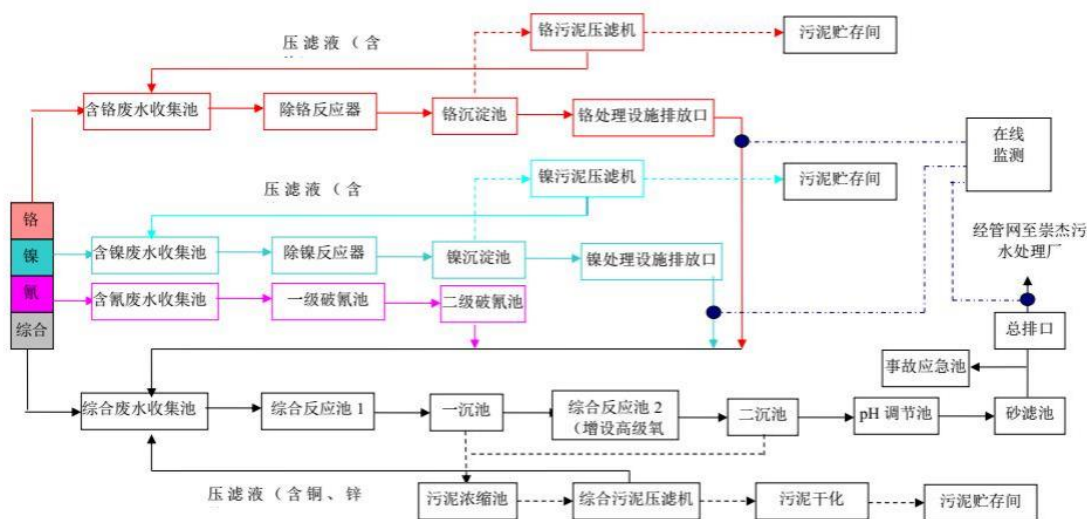 铬污泥压滤机
污泥贮存间
压滤液（含
含铬废水收集池
除铬反应器
铬沉淀池
铬处理设施排放口
在线
监测
镍污泥压滤机
污泥贮存间
压滤液（含
铬
镍
氰
综合
含镍废水收集池
除镍反应器
镍沉淀池
镍处理设施排放口
经管网至崇杰污
水处理厂
含氰废水收集池
一级破氰池
二级破氰池
总排口
事故应急池
综合废水收集池
综合反应池 1
一沉池
综合反应池 2
（增设高级氧
二沉池
pH 调节池
砂滤池
压滤液（含铜、锌
污泥浓缩池
综合污泥压滤机
污泥干化
污泥贮存间